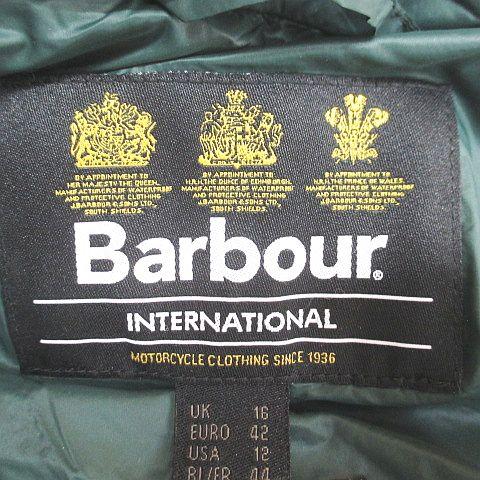 BY APPOINTMENT TO
HER MAJESTY THE QUEEN.
MANUFACTURERS OF WATERPROOF
AND PROTECTIVE CLOTHING
J.BARBOUR & SONS LTD.
SOUTH SHIELDS.
BY APPOINTMENT TO
H.R.H. THE DUKE OF EDINBURGH.
MANUFACTURERS OF WATERPROOF
AND PROTECTIVE CLOTHING
J.BARBOUR & SONS LTD.
SOUTH SHIELDS.
BY APPOINTMENT TO
H.R.H. THE PRINCE OF WALES.
MANUFACTURERS OF WATERPROOF
AND PROTECTIVE CLOTHING
J.BARBOUR & SONS LTD.
SOUTH SHIELDS.
Barbour®
INTERNATIONAL
MOTORCYCLE CLOTHING SINCE 1936
UK 16
EURO 42
USA 12
BL/FR 44